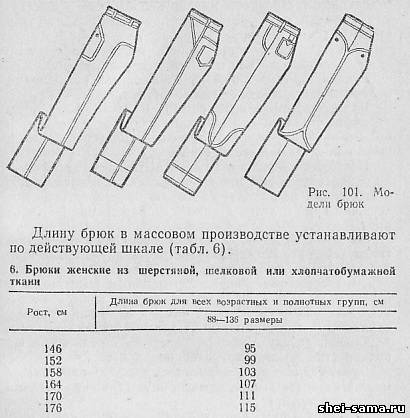 Рис. 101. Мо-
дели брюк
Длину брюк в массовом производстве устанавливают
по действующей шкале (табл. 6).
6. Брюки женские из шерстяной, шелковой или хлопчатобумажной
ткани
Рост, см
Длина брюк для всех возрастных и полнотных групп, см
88—136 размеры
146 95
152 99
158 103
164 107
170 111
176 115
shei-sama.ru